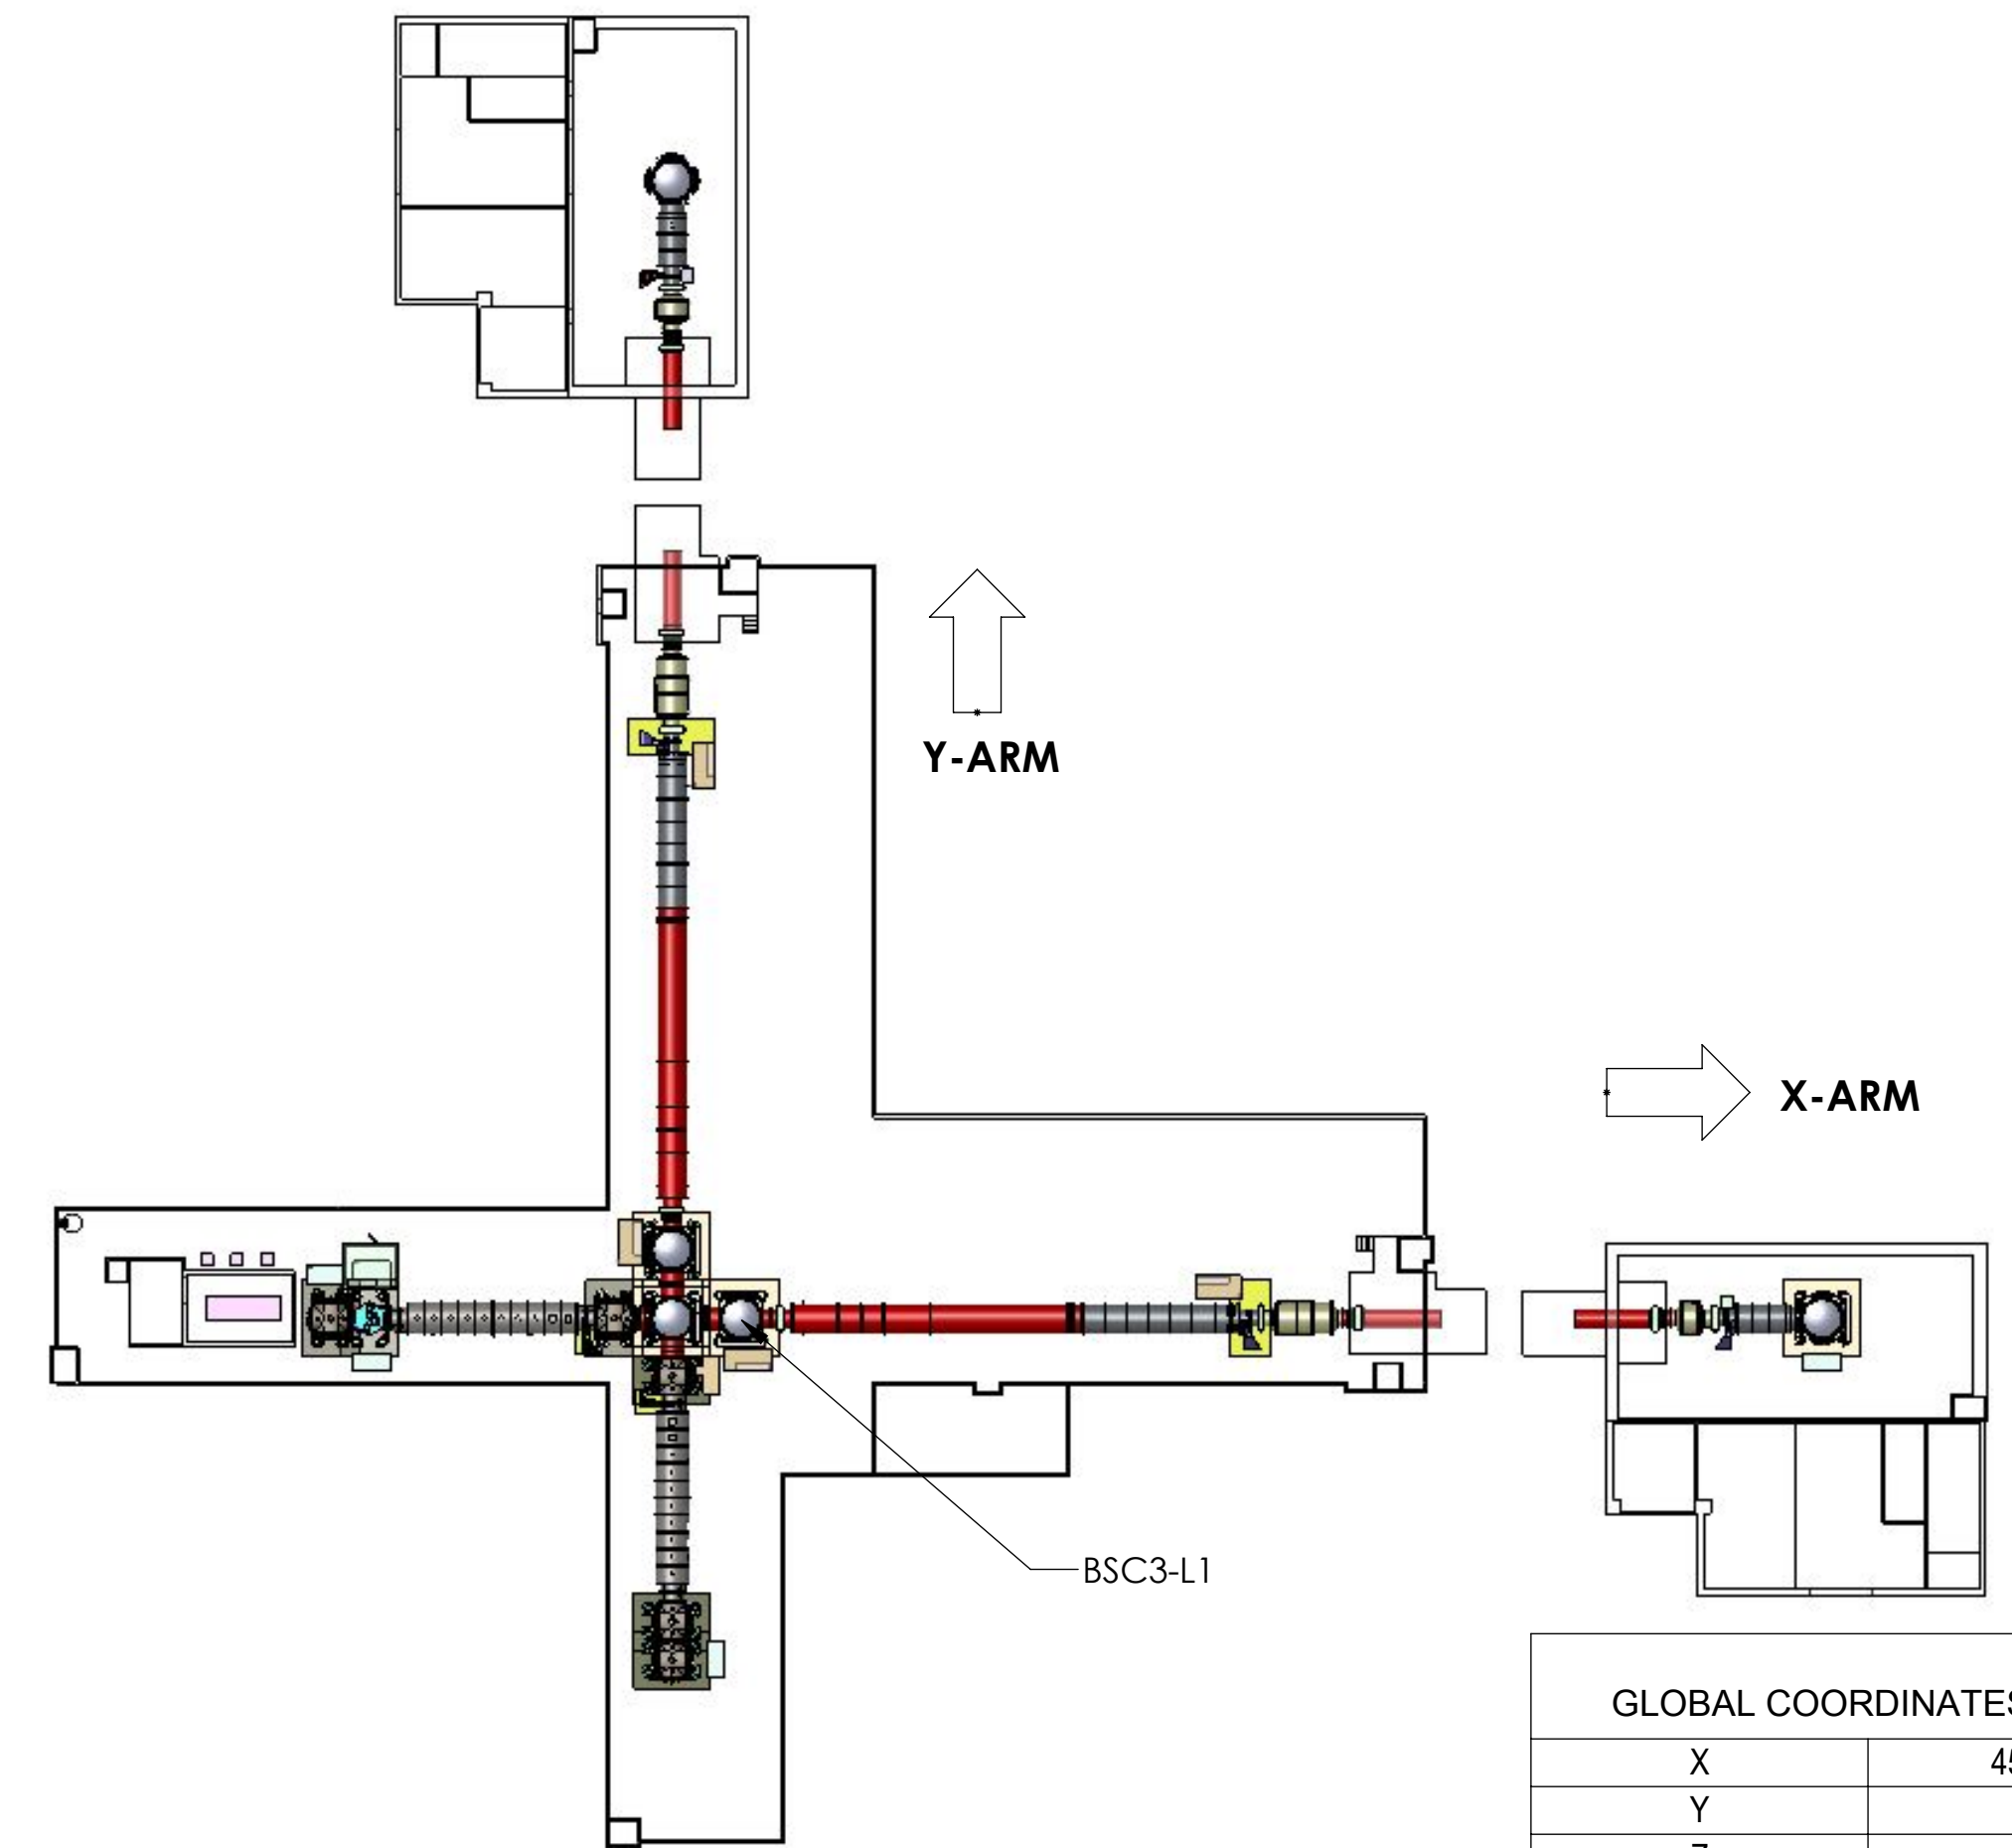 Y-ARM
X-ARM
BSC3-L1
GLOBAL COORDINATES
X
Y